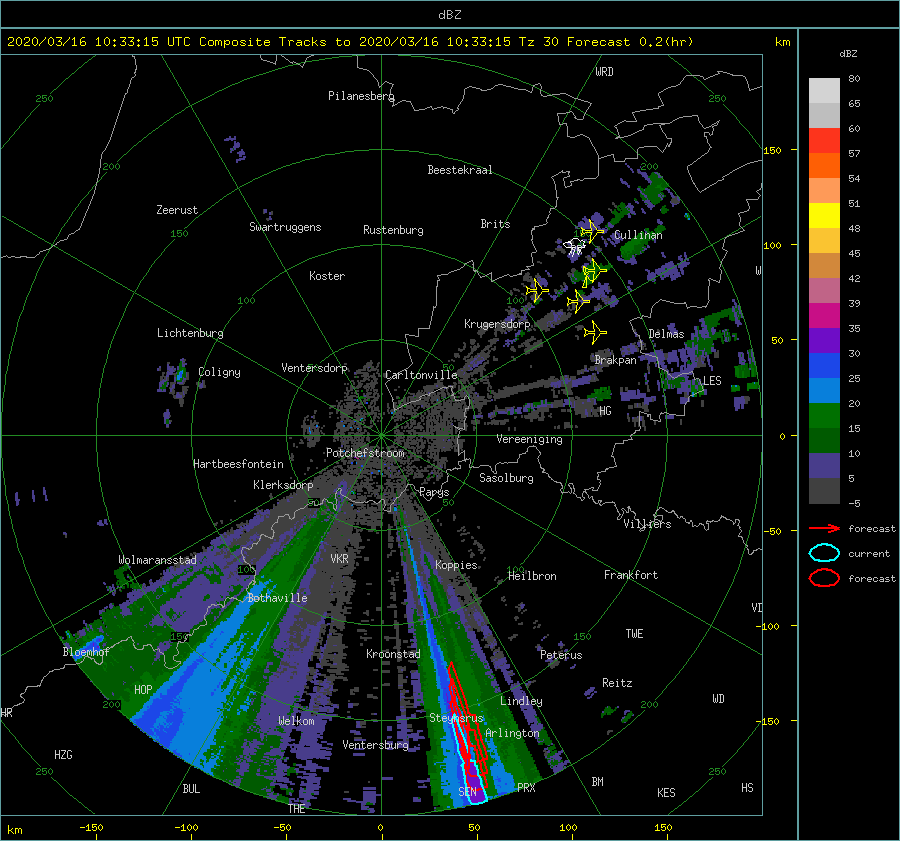 dBZ
2020/03/16 10:33:15 UTC Composite Tracks to 2020/03/16 10:33:15 Tz 30 Forecast 0.2(hr)
km
dBZ
WRD
80
250
Pilanesberg
250
65
60
150
57
200
Beestekraal
200
54
Zeerust
51
150
Swartruggens
Rustenburg
Brits
Cullinan
48
100
W
45
Koster
42
100
100
39
Krugersdorp
35
Lichtenburg
Delmas
50
30
Coligny
Ventersdorp
Carltonville
Brakpan
LES
25
20
HG
15
Vereeniging
0
10
Potchefstroom
Hartbeesfontein
Sasolburg
5
Klerksdorp
Parys
50
50
-5
Villiers
forecast
-50
current
Wolmaransstad
VKR
Koppies
100
100
Heilbron
Frankfort
forecast
Bothaville
VD
-100
150
150
TWE
Bloemhof
Kroonstad
Peterus
HOP
Reitz
200
Lindley
200
WD
HR
Welkom
Steynsrus
-150
Arlington
HZG
Ventersburg
250
250
BUL
SEN
PRX
BM
KES
HS
THE
km
-150
-100
-50
0
50
100
150